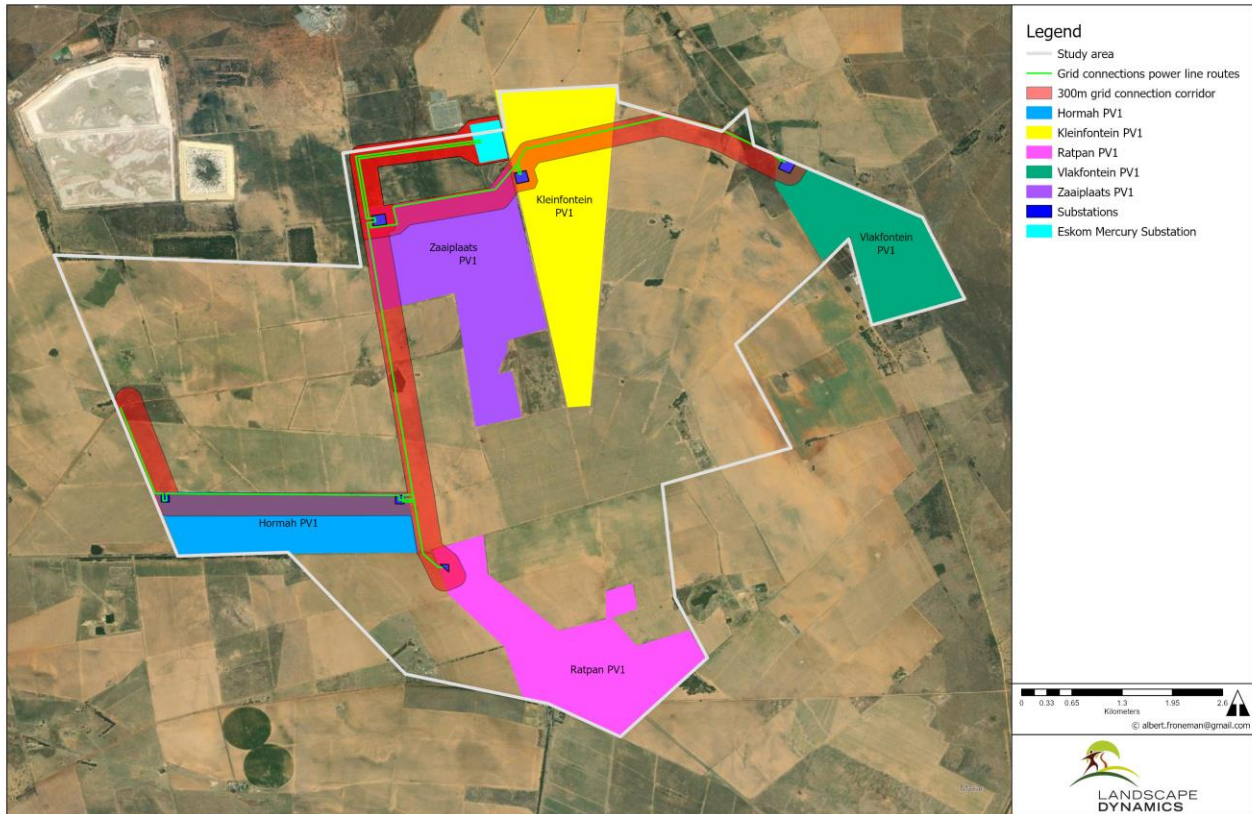 Legend
Study area
Grid connections power line routes
300m grid connection corridor
Hormah PV1
Kleinfontein PV1
Ratpan PV1
Vlakfontein PV1
Zaaiplaats PV1
Substations
Eskom Mercury Substation
Kleinfontein
PV1
Zaaiplaats
PV1
Vlakfontein PV1
Hormah PV1
Ratpan PV1
0 0.33 0.65 1.3 1.95 2.6
Kilometers
© albert.froneman@gmail.com
LANDSCAPE
DYNAMICS